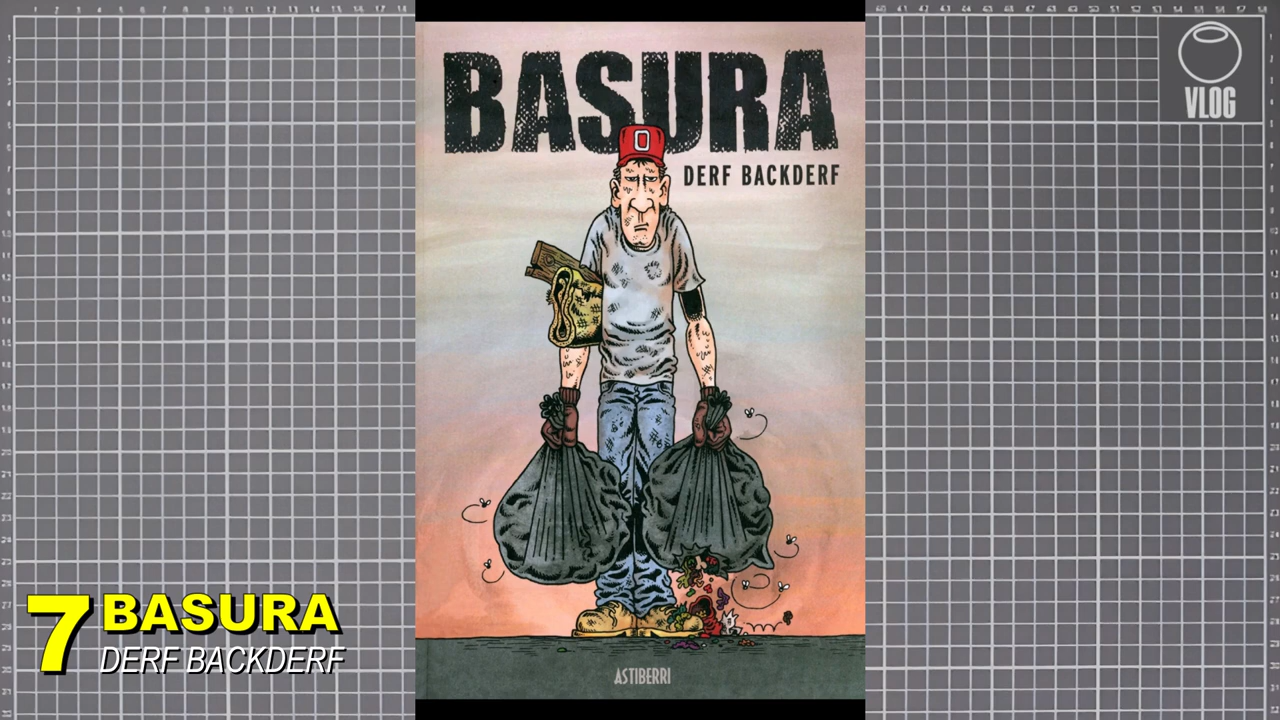 BASURA
DERF BACKDERF
O
ASTIBERRI
VLOG
7 BASURA
DERF BACKDERF